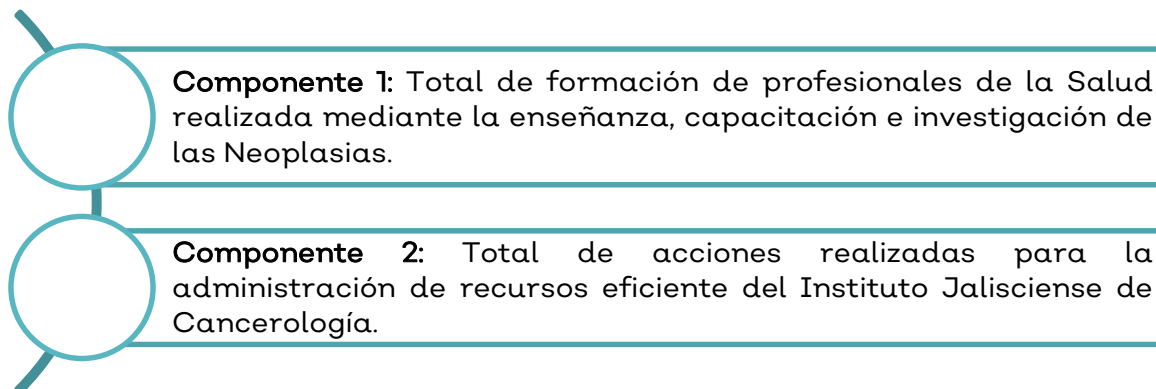 Componente 1: Total de formación de profesionales de la Salud
realizada mediante la enseñanza, capacitación e investigación de
las Neoplasias.
Componente 2: Total de acciones realizadas para la
administración de recursos eficiente del Instituto Jalisciense de
Cancerología.